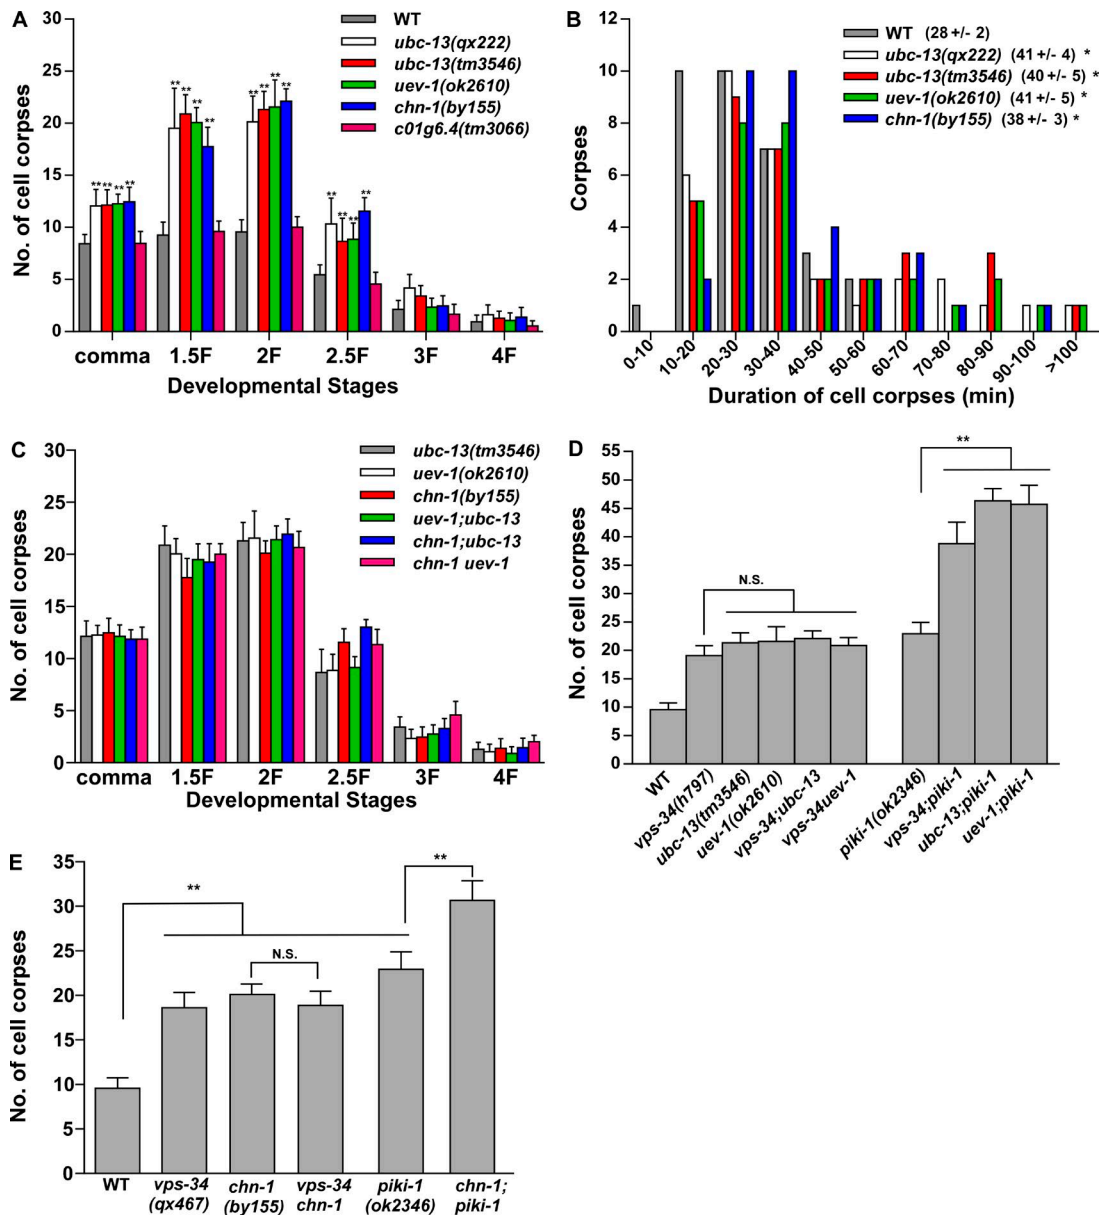 A
No. of cell corpses
30
25
20
15
10
5
0
WT
ubc-13(qx222)
ubc-13(tm3546)
uev-1(ok2610)
chn-1(by155)
c01g6.4(tm3066)
** ** ** **
** ** ** **
** ** ** **
** ** ** **
comma 1.5F 2F 2.5F 3F 4F
Developmental Stages
B
Corpses
12
10
8
6
4
2
0
WT (28 +/- 2)
ubc-13(qx222) (41 +/- 4) *
ubc-13(tm3546) (40 +/- 5) *
uev-1(ok2610) (41 +/- 5) *
chn-1(by155) (38 +/- 3) *
0-10 10-20 20-30 30-40 40-50 50-60 60-70 70-80 80-90 90-100 >100
Duration of cell corpses (min)
C
No. of cell corpses
30
25
20
15
10
5
0
ubc-13(tm3546)
uev-1(ok2610)
chn-1(by155)
uev-1;ubc-13
chn-1;ubc-13
chn-1 uev-1
comma 1.5F 2F 2.5F 3F 4F
Developmental Stages
D
No. of cell corpses
55
50
45
40
35
30
25
20
15
10
5
0
N.S.
**
WT
vps-34(h797)
ubc-13(tm3546)
uev-1(ok2610)
vps-34;ubc-13
vps-34uev-1
piki-1(ok2346)
vps-34;piki-1
ubc-13;piki-1
uev-1;piki-1
E
No. of cell corpses
35
30
25
20
15
10
5
0
**
N.S.
**
WT
vps-34
(qx467)
chn-1
(by155)
vps-34
chn-1
piki-1
(ok2346)
chn-1;
piki-1